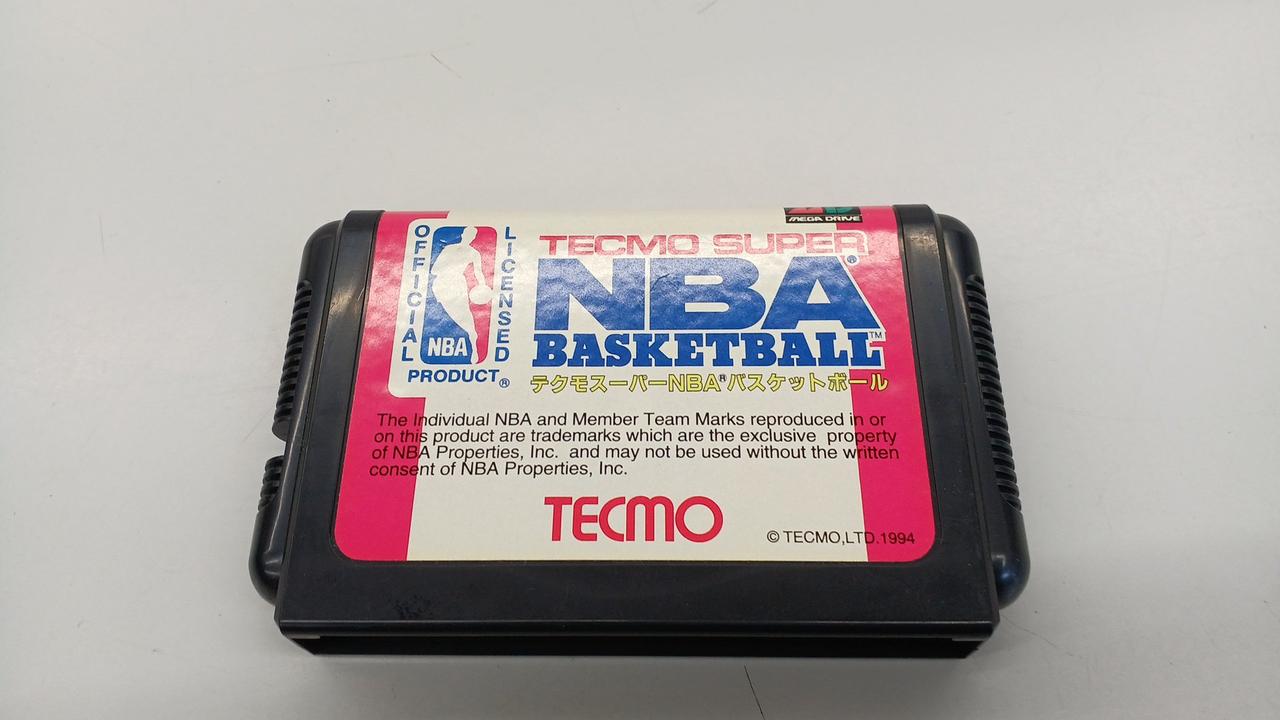 MEGA DRIVE
OFFICIAL
LICENSED
NBA
PRODUCT®
TECMO SUPER
NBA®
BASKETBALL™
テクモスーパーNBA®バスケットボール
The Individual NBA and Member Team Marks reproduced in or
on this product are trademarks which are the exclusive property
of NBA Properties, Inc. and may not be used without the written
consent of NBA Properties, Inc.
TECMO
© TECMO,LTD.1994